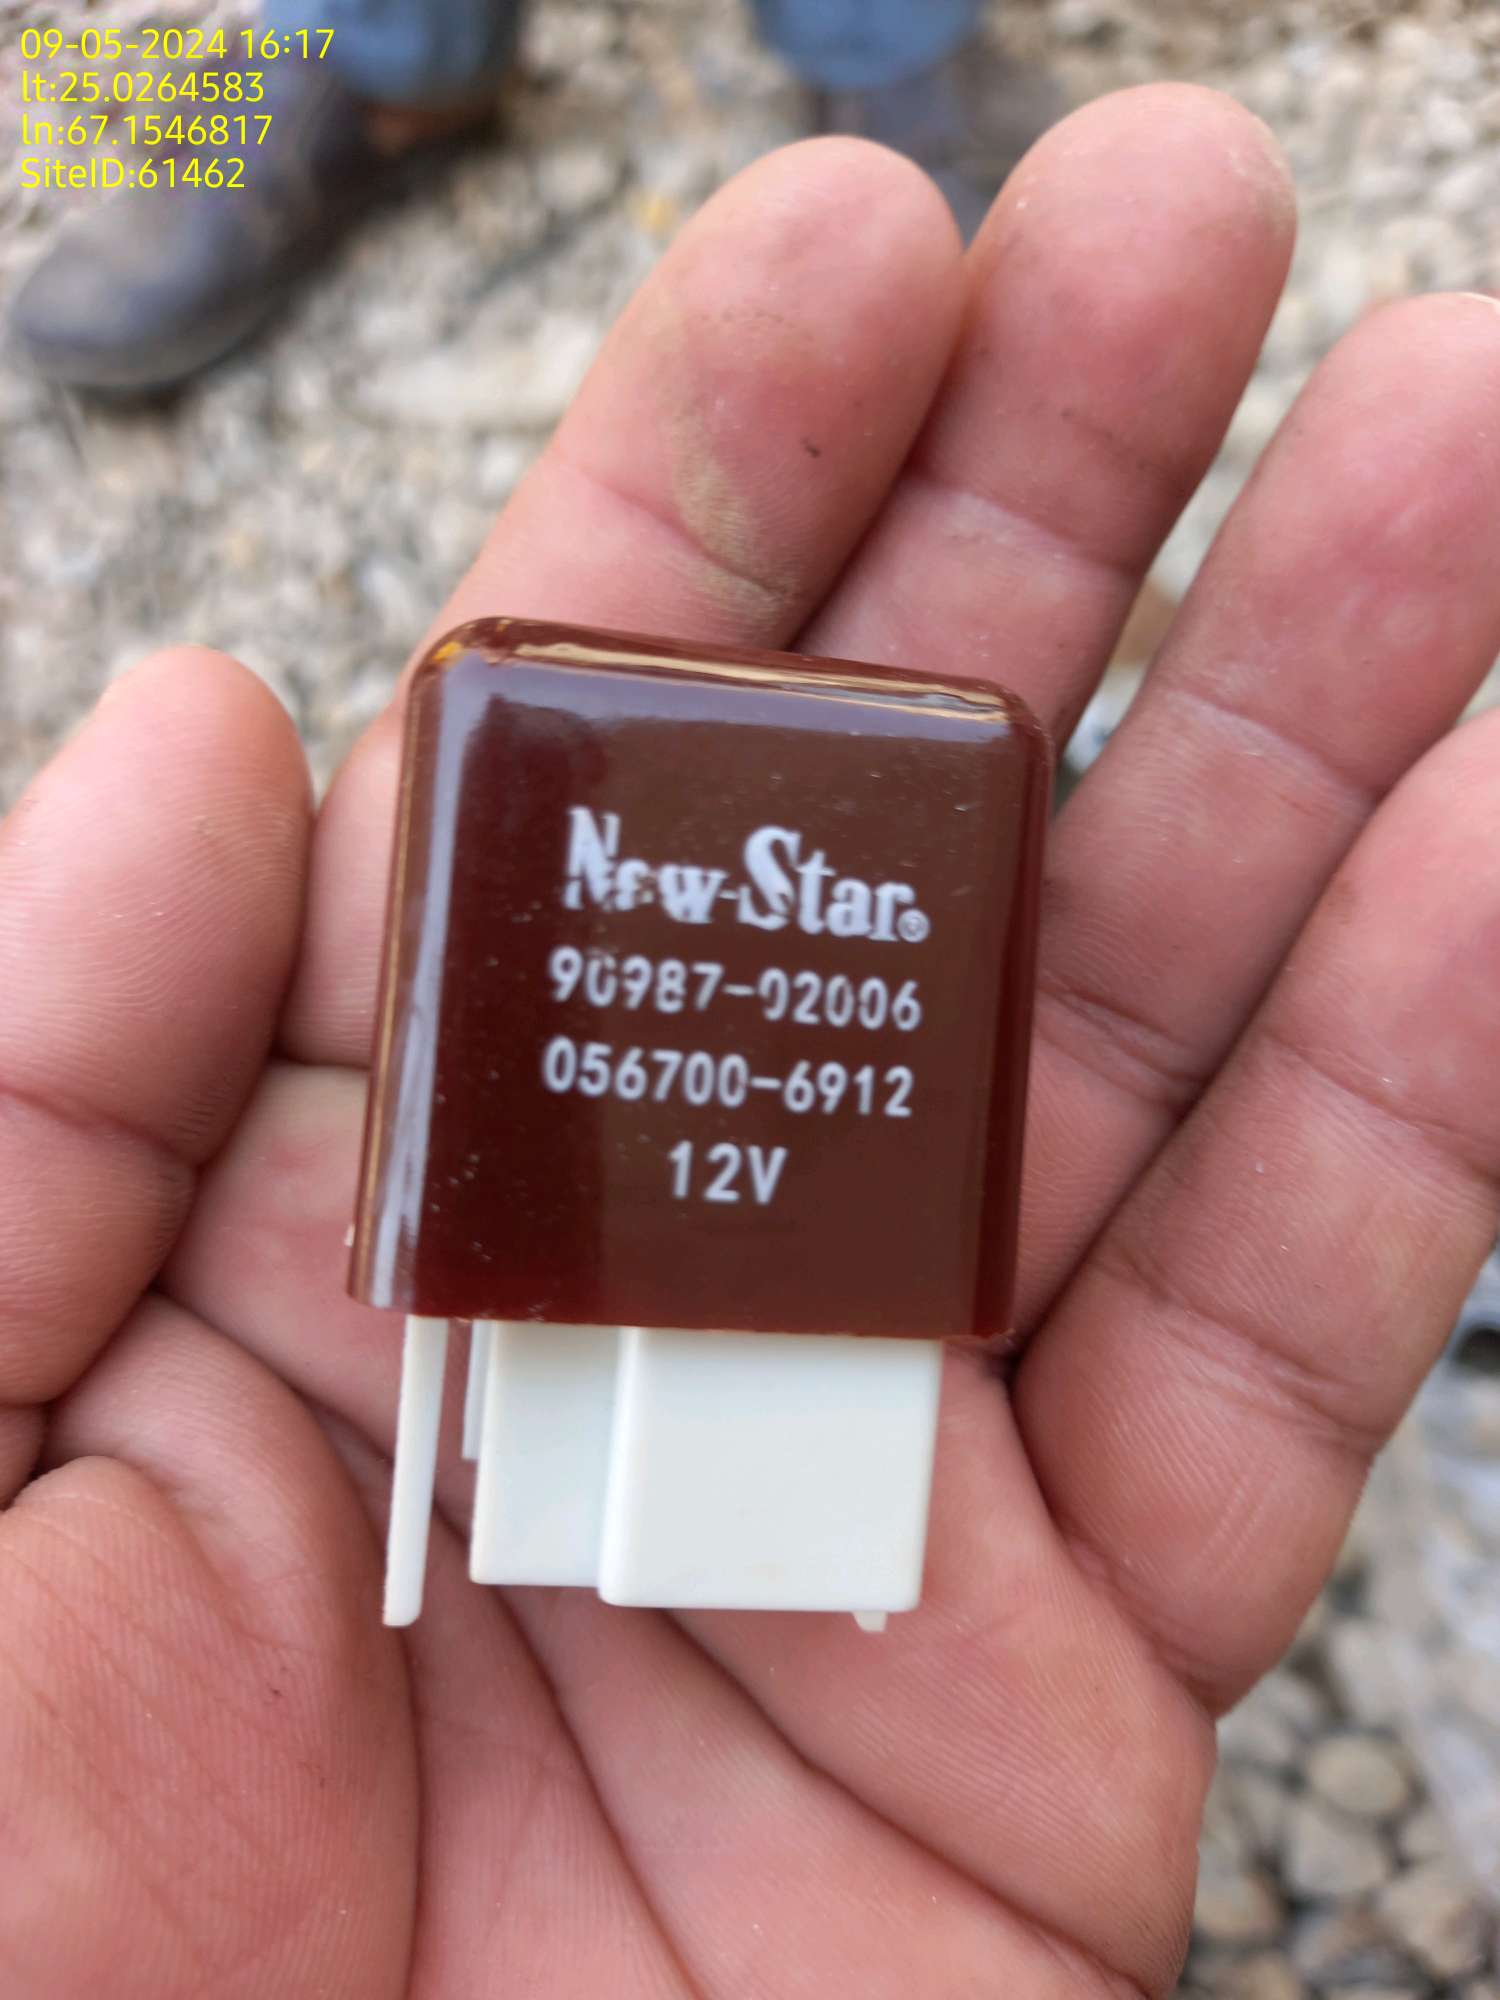 09-05-2024 16:17
lt:25.0264583
ln:67.1546817
SiteID:61462
New-Star®
90987-02006
056700-6912
12V